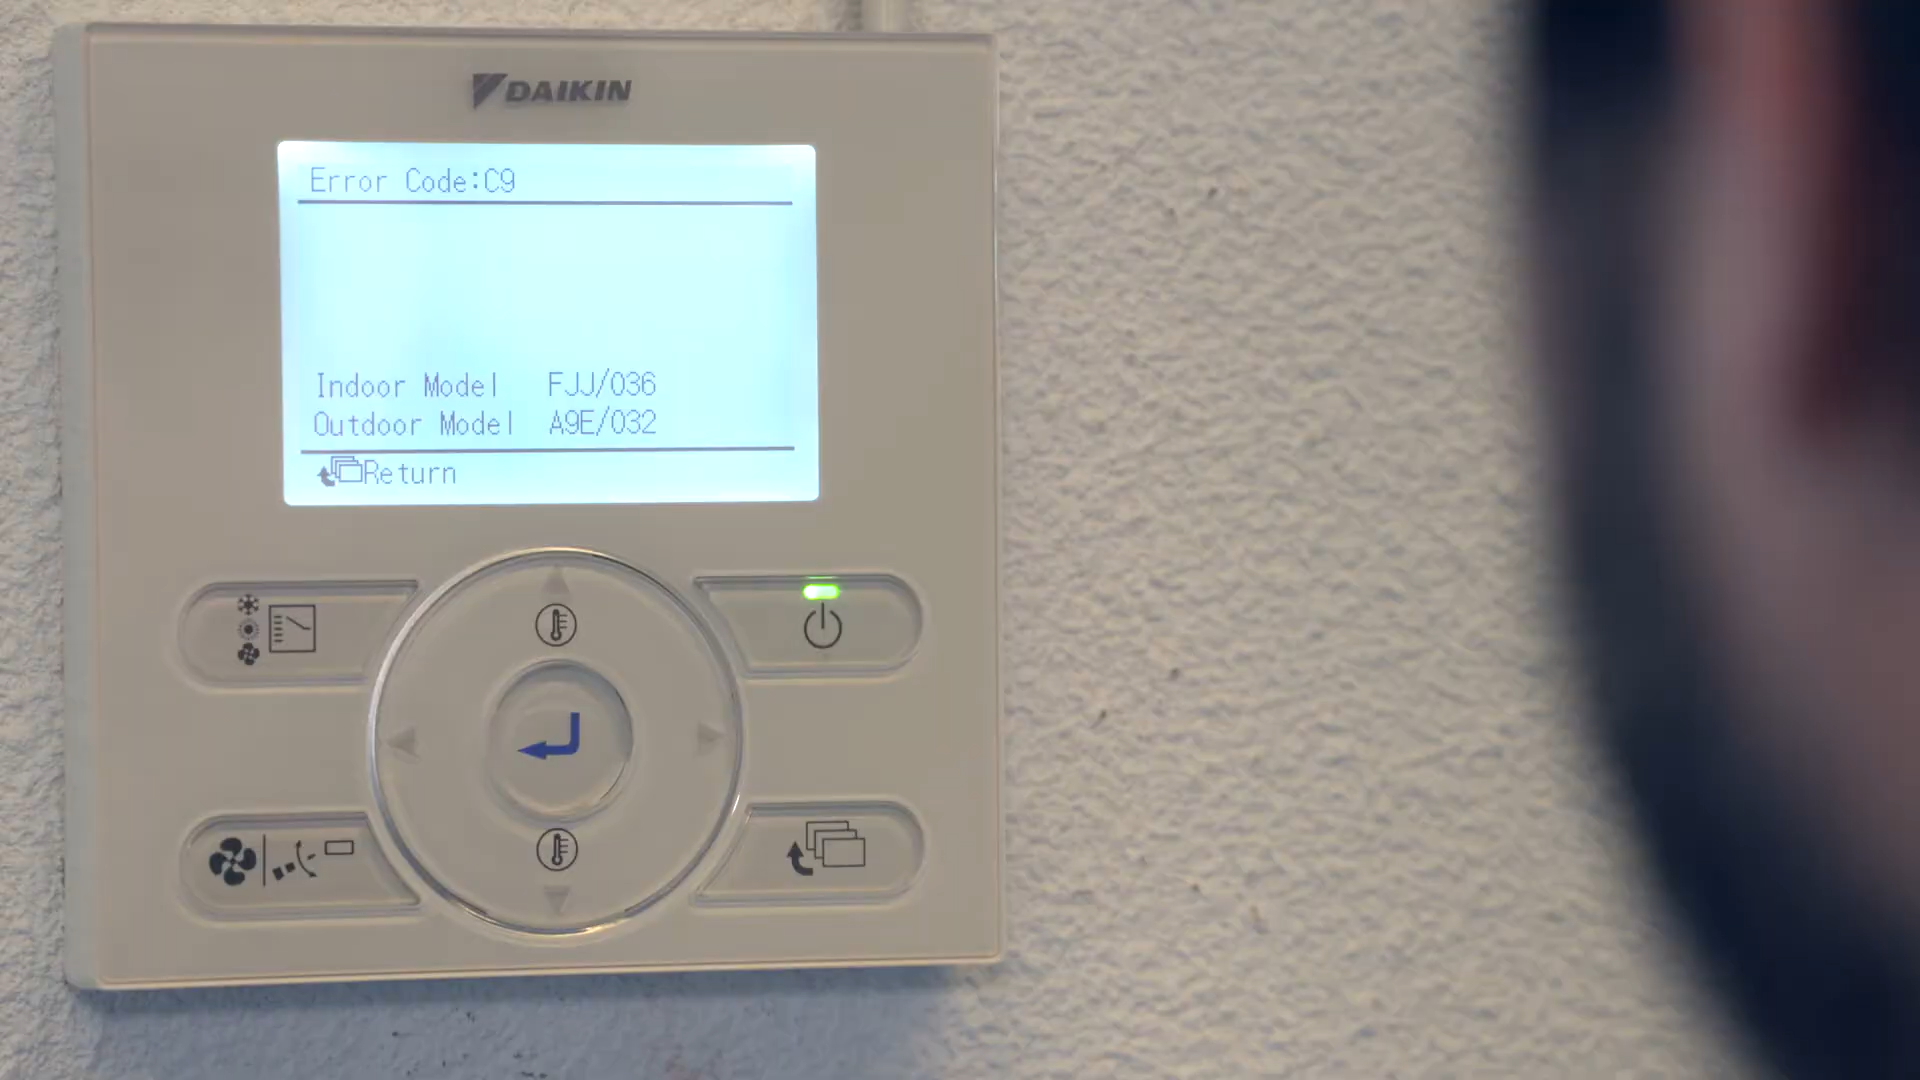 DAIKIN
Error Code:C9
Indoor Model FJJ/036
Outdoor Model A9E/032
Return